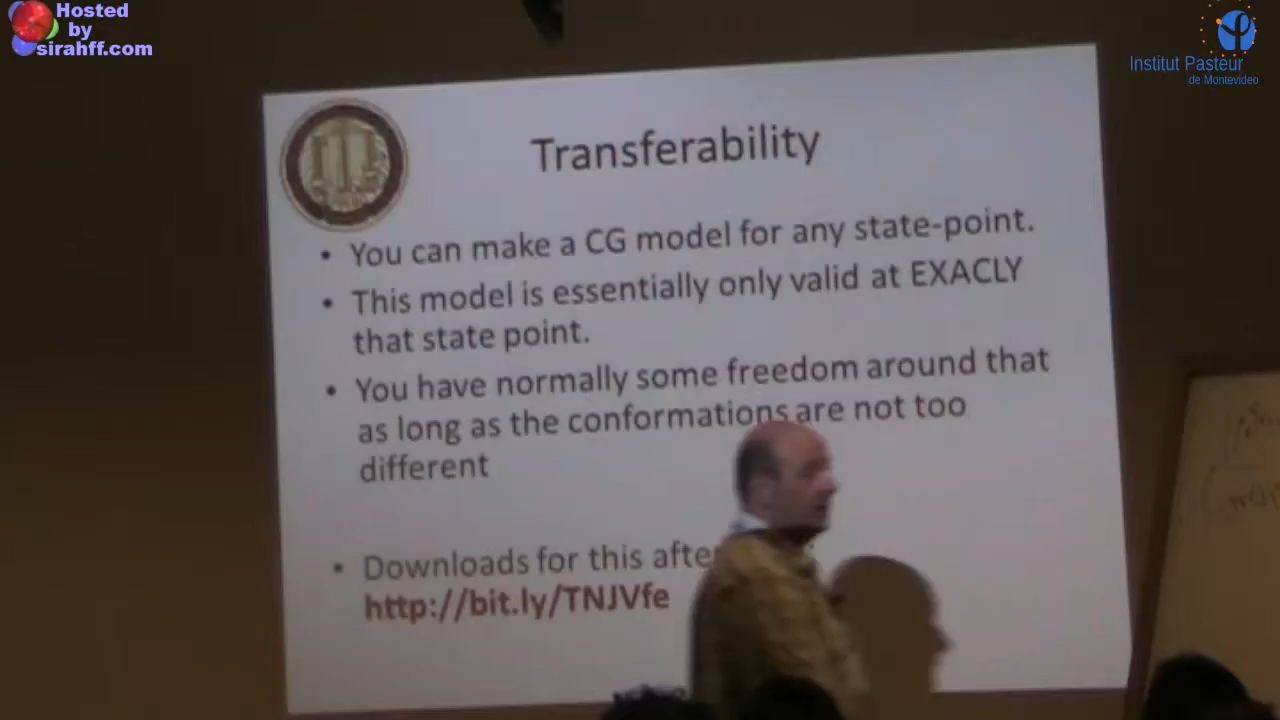 Hosted
by
sirahff.com
Institut Pasteur
de Montevideo
Transferability
• You can make a CG model for any state-point.
• This model is essentially only valid at EXACLY
that state point.
• You have normally some freedom around that
as long as the conformations are not too
different
• Downloads for this afte
http://bit.ly/TNJVfe